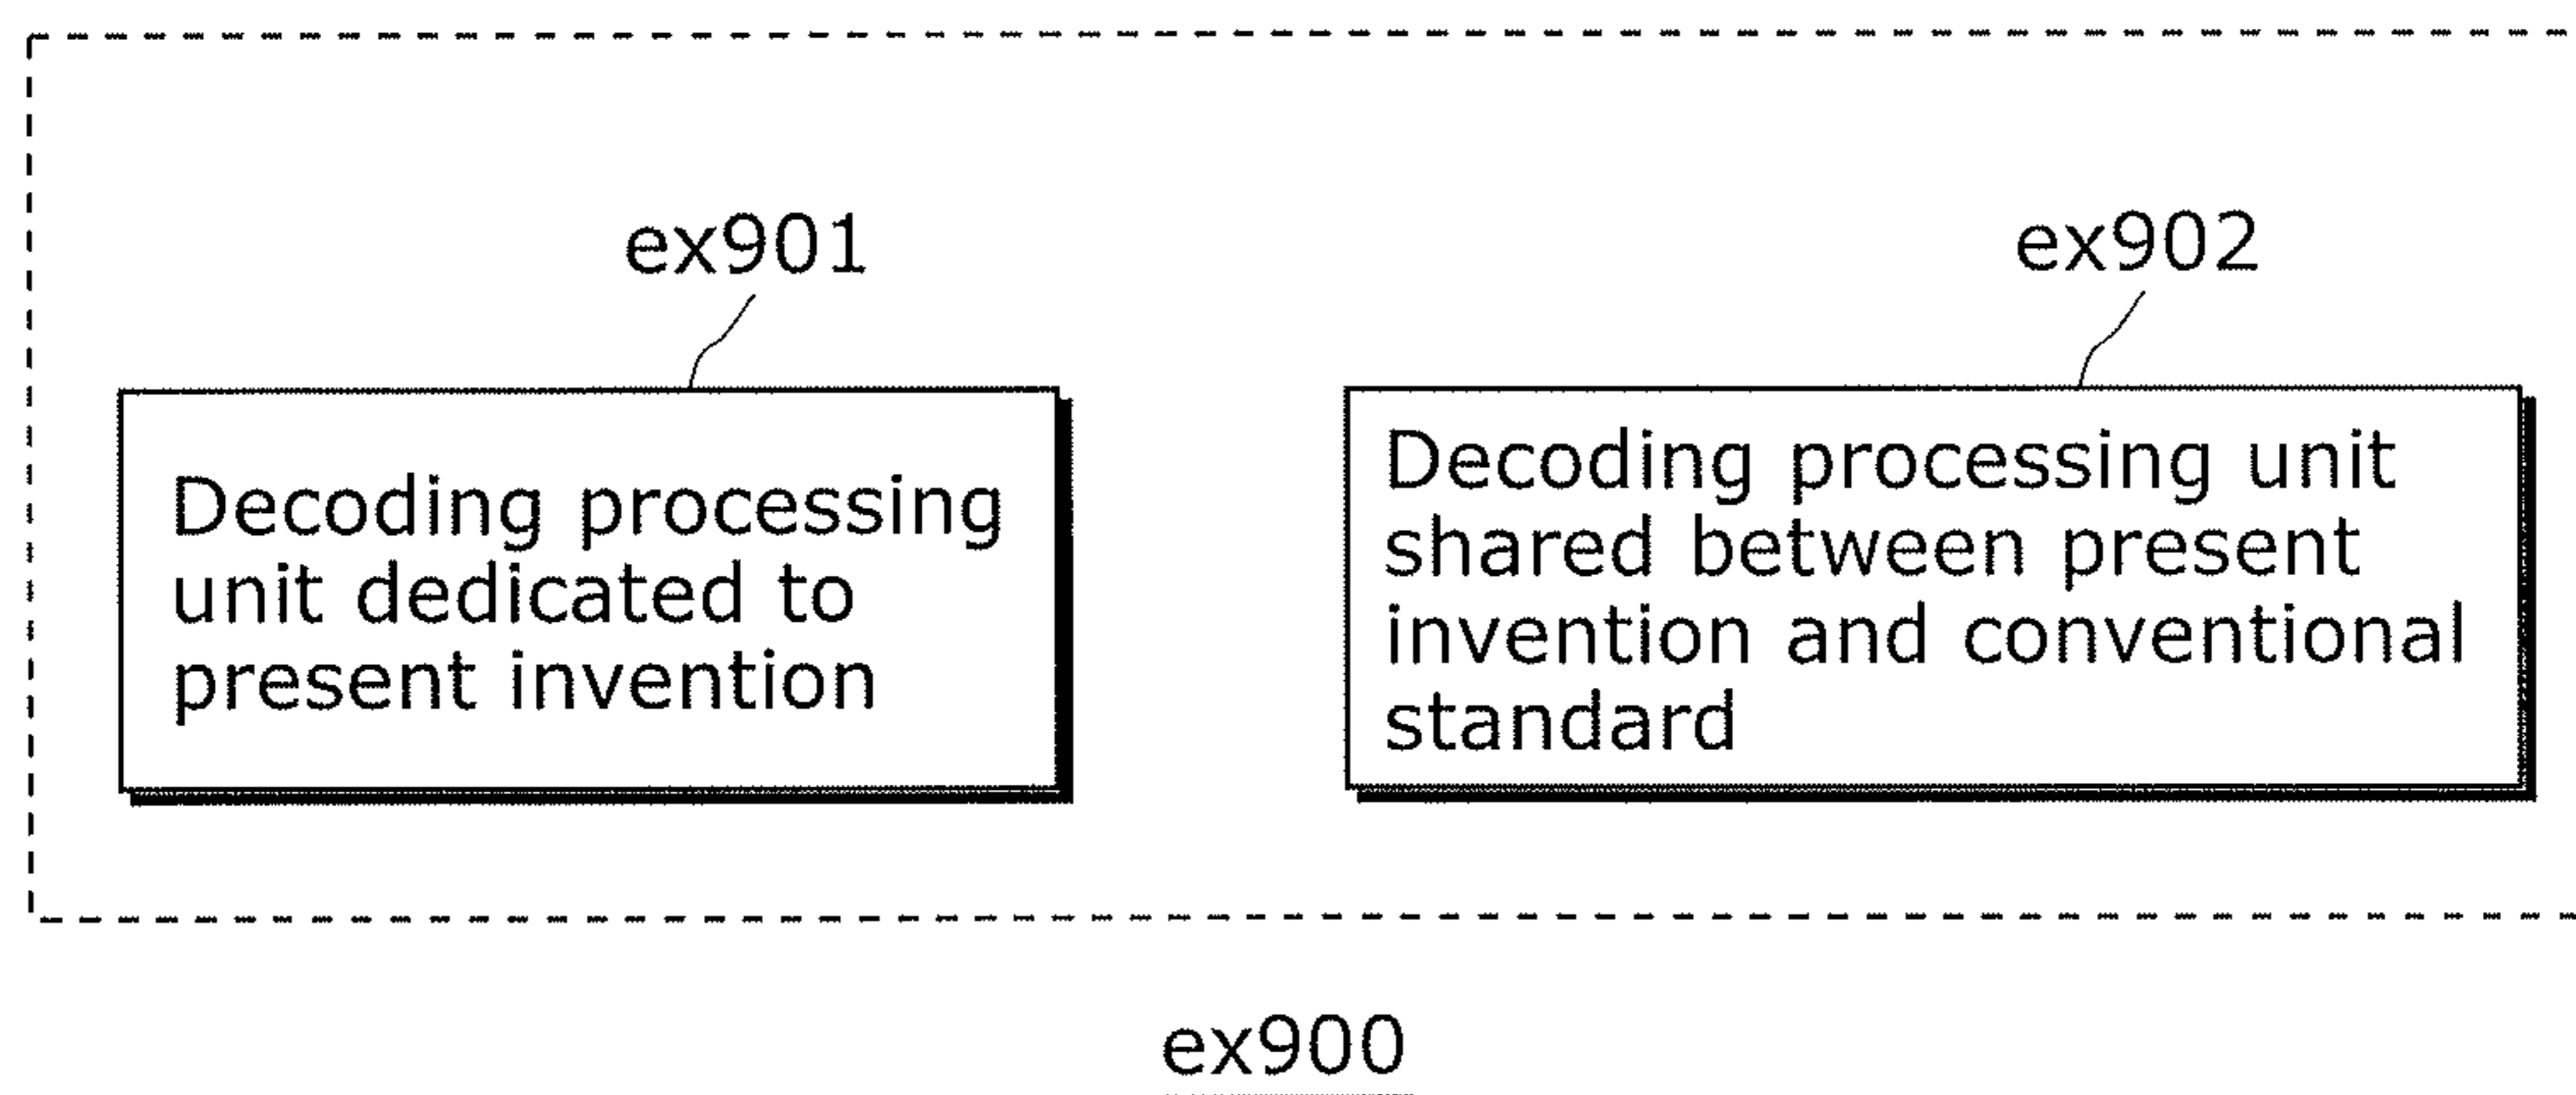 ex901
ex902
Decoding processing
unit dedicated to
present invention
Decoding processing unit
shared between present
invention and conventional
standard
ex900